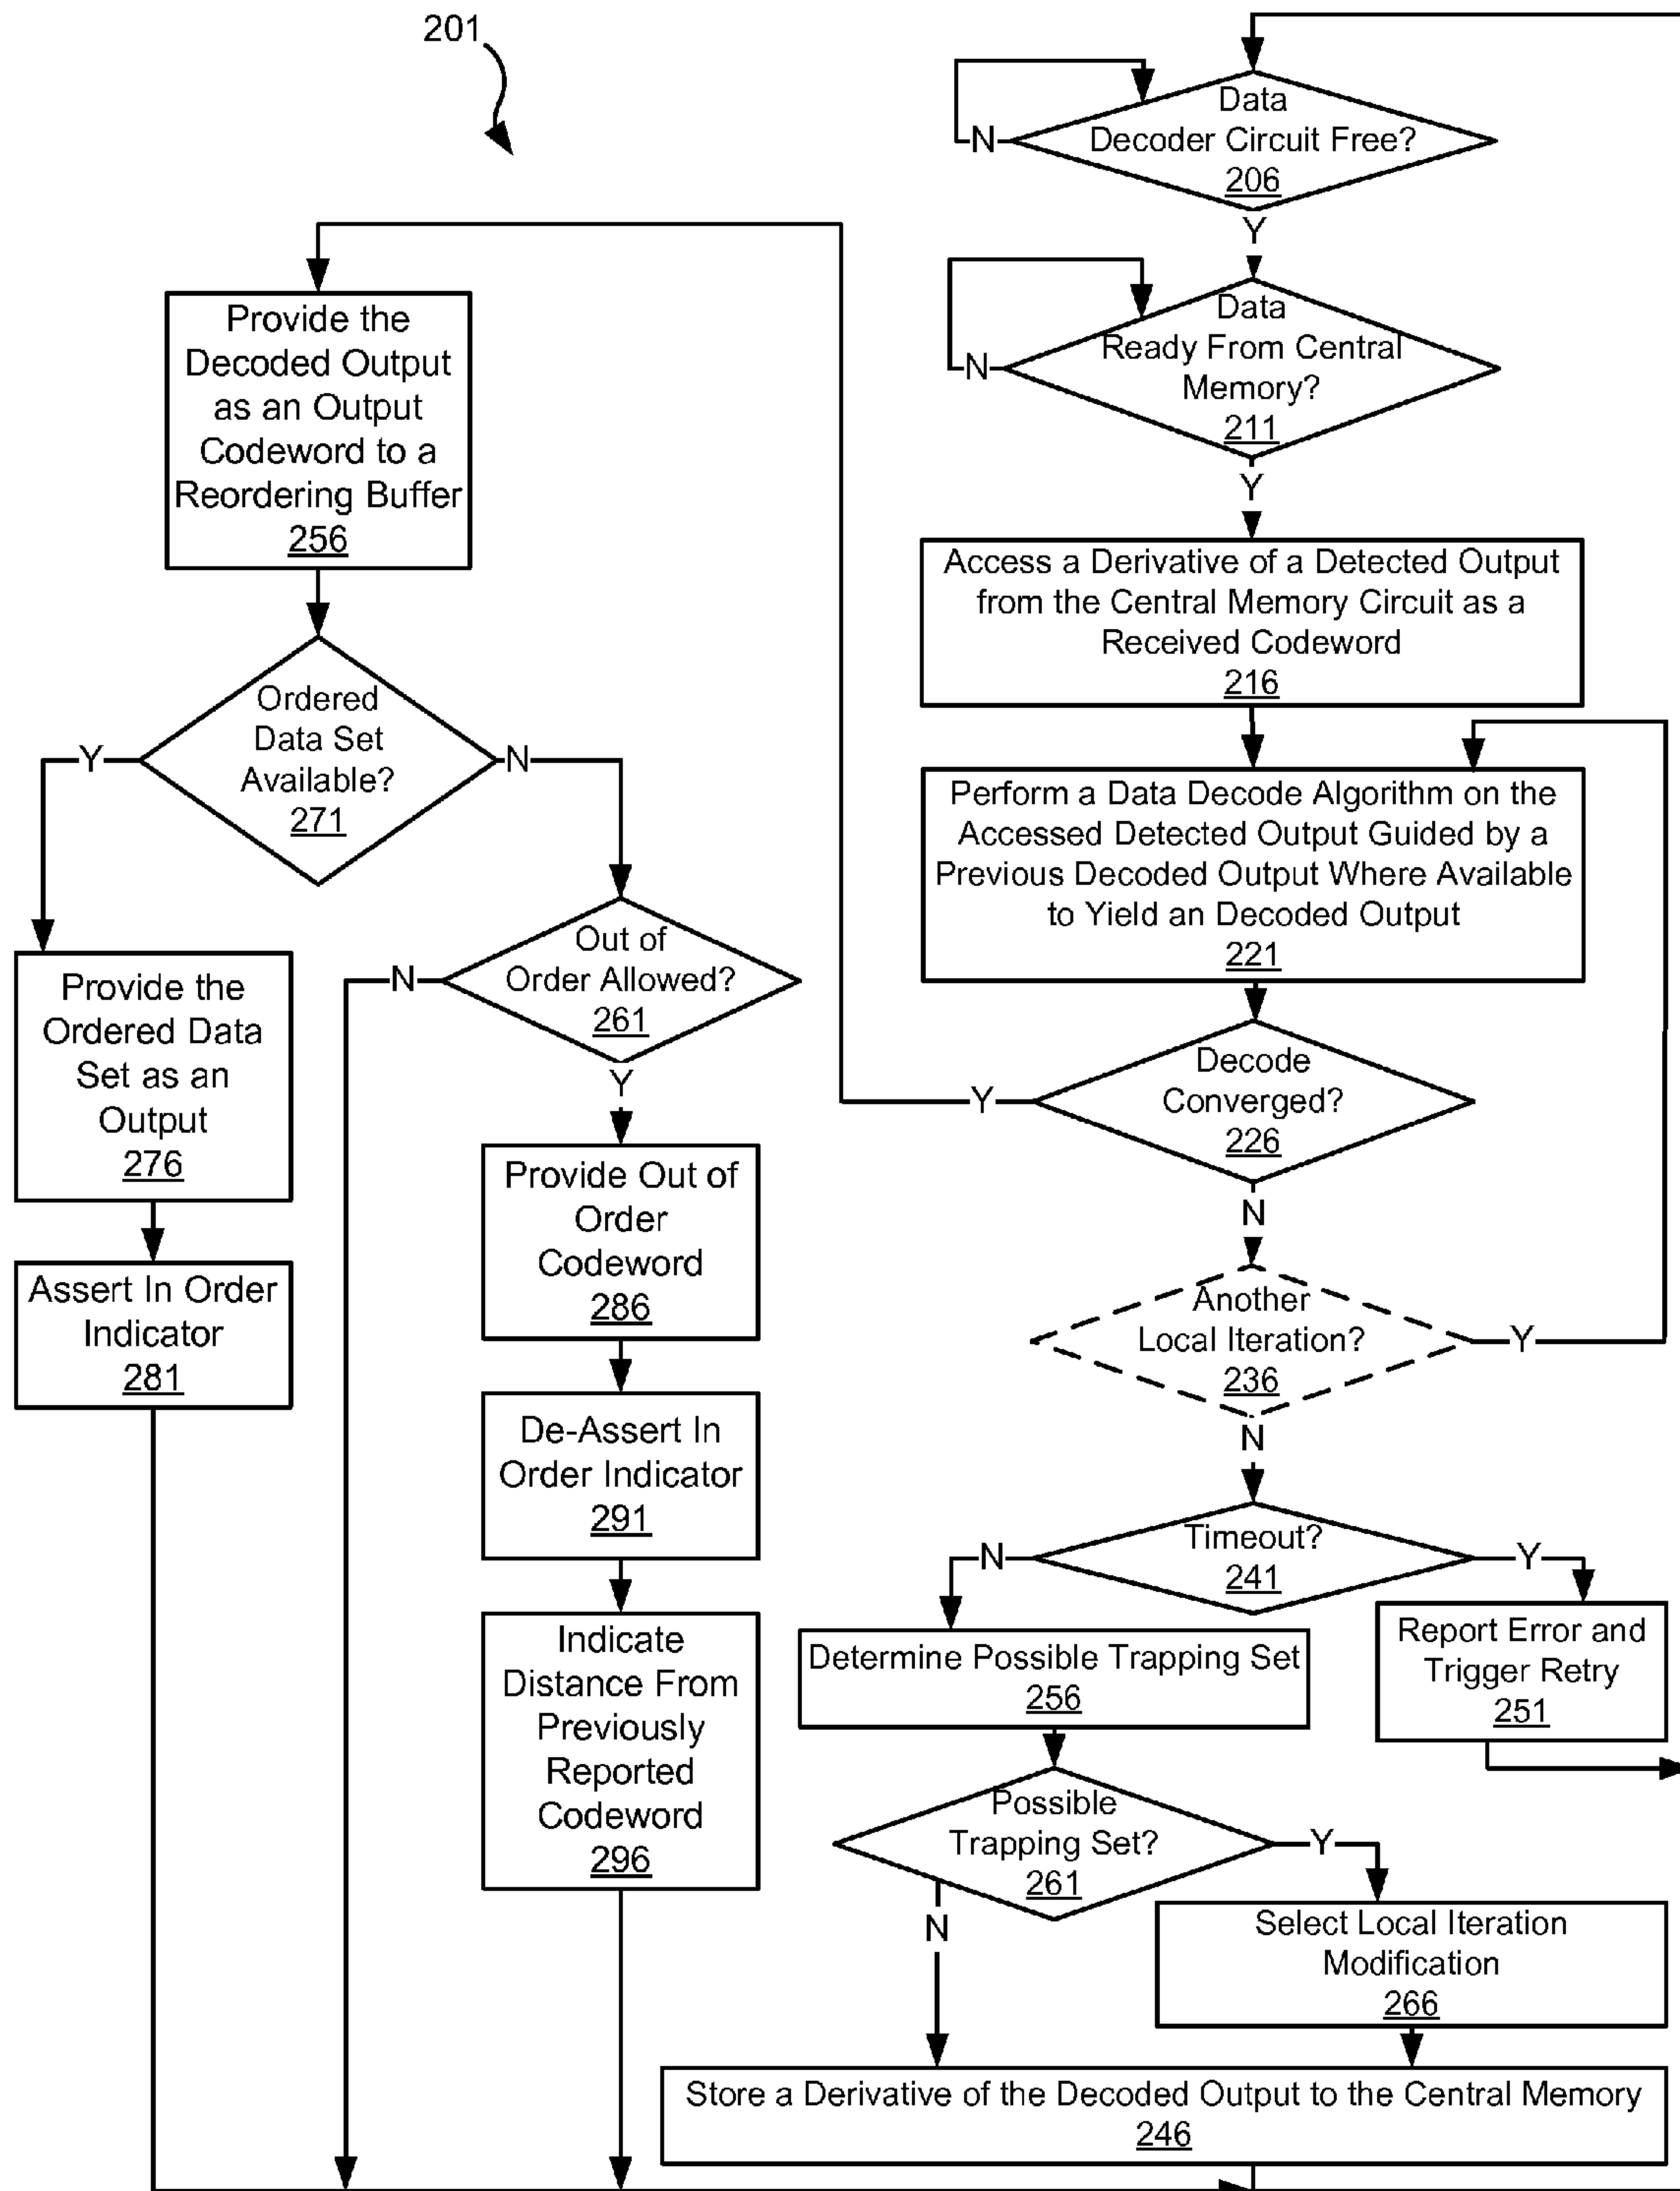 201
Data
Decoder Circuit Free?
206
N
Y
Data
Ready From Central
Memory?
211
N
Y
Access a Derivative of a Detected Output
from the Central Memory Circuit as a
Received Codeword
216
Perform a Data Decode Algorithm on the
Accessed Detected Output Guided by a
Previous Decoded Output Where Available
to Yield an Decoded Output
221
Decode
Converged?
226
Y
N
Another
Local Iteration?
236
Y
N
Timeout?
241
N
Y
Report Error and
Trigger Retry
251
Determine Possible Trapping Set
256
Possible
Trapping Set?
261
Y
N
Select Local Iteration
Modification
266
Store a Derivative of the Decoded Output to the Central Memory
246
Provide the
Decoded Output
as an Output
Codeword to a
Reordering Buffer
256
Ordered
Data Set
Available?
271
Y
N
Provide the
Ordered Data
Set as an
Output
276
Assert In Order
Indicator
281
Out of
Order Allowed?
261
N
Y
Provide Out of
Order
Codeword
286
De-Assert In
Order Indicator
291
Indicate
Distance From
Previously
Reported
Codeword
296